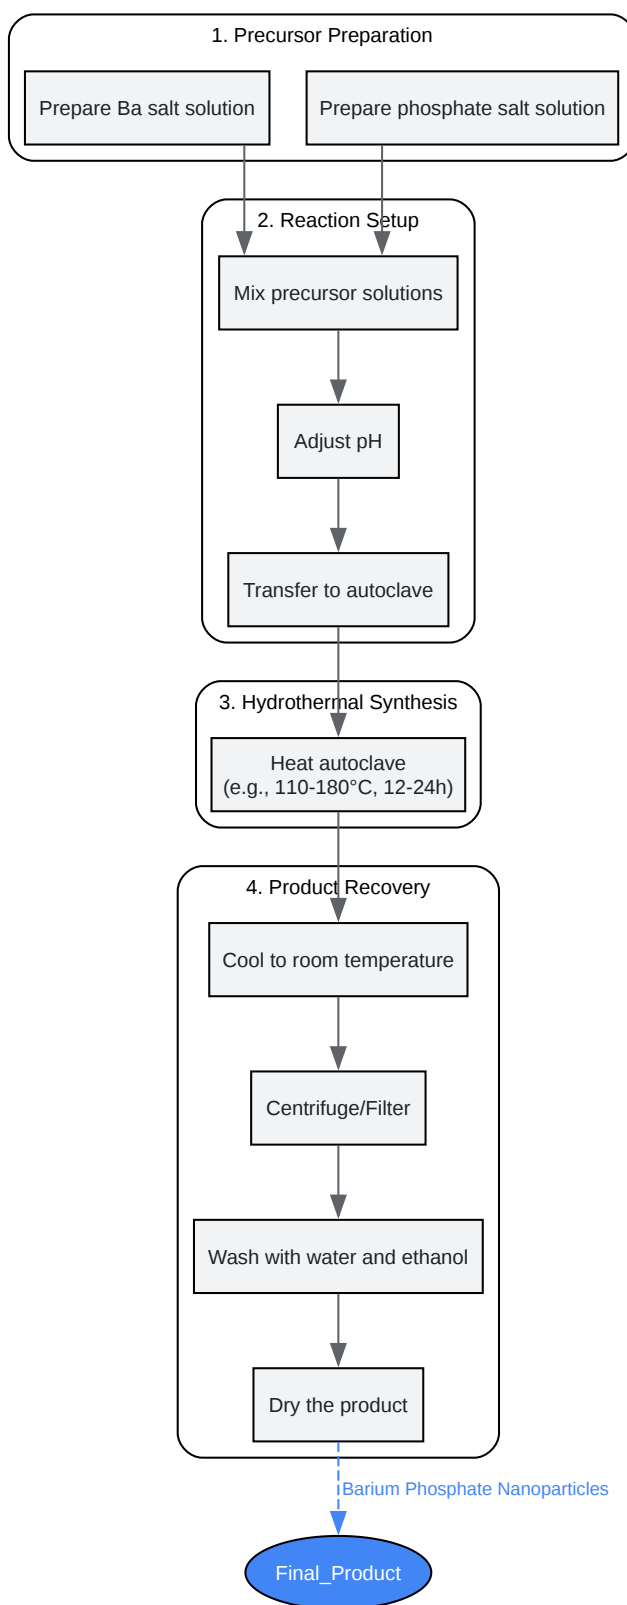 1. Precursor Preparation
Prepare Ba salt solution
Prepare phosphate salt solution
2. Reaction Setup
Mix precursor solutions
Adjust pH
Transfer to autoclave
3. Hydrothermal Synthesis
Heat autoclave
(e.g., 110-180°C, 12-24h)
4. Product Recovery
Cool to room temperature
Centrifuge/Filter
Wash with water and ethanol
Dry the product
Barium Phosphate Nanoparticles
Final_Product